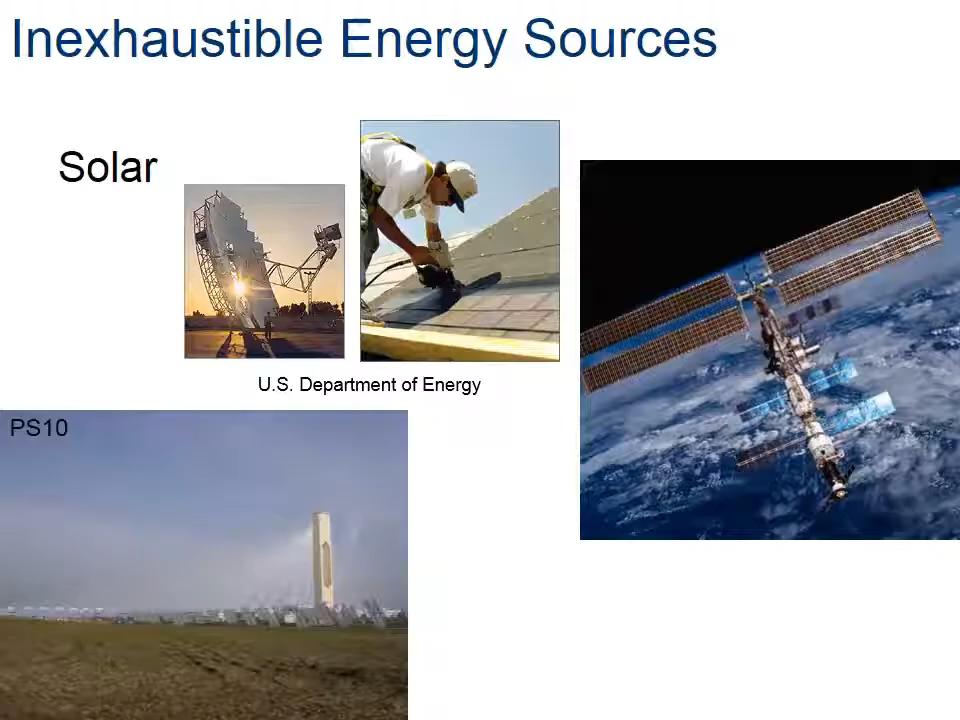 Inexhaustible Energy Sources
Solar
U.S. Department of Energy
PS10